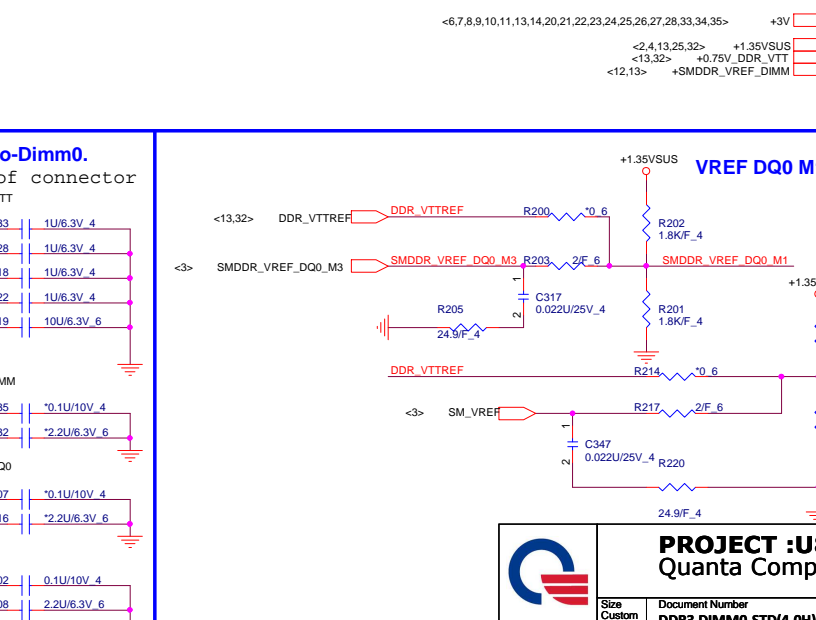 <6,7,8,9,10,11,13,14,20,21,22,23,24,25,26,27,28,33,34,35> +3V
<2,4,13,25,32> +1.35VSUS
<13,32> +0.75V_DDR_VTT
<12,13> +SMDDR_VREF_DIMM
o-Dimm0.
of connector
TT
33 1U/6.3V_4
28 1U/6.3V_4
18 1U/6.3V_4
22 1U/6.3V_4
19 10U/6.3V_6
MM
35 *0.1U/10V_4
32 *2.2U/6.3V_6
Q0
07 *0.1U/10V_4
16 *2.2U/6.3V_6
02 0.1U/10V_4
08 2.2U/6.3V_6
+1.35VSUS
VREF DQ0 M
<13,32> DDR_VTTREF DDR_VTTREF R200 *0_6
R202
1.8K/F_4
<3> SMDDR_VREF_DQ0_M3 SMDDR_VREF_DQ0_M3 R203 2/F_6 SMDDR_VREF_DQ0_M1
1
C317
0.022U/25V_4
2
+1.35
R205
24.9/F_4
R201
1.8K/F_4
DDR_VTTREF R214 *0_6
<3> SM_VREF R217 2/F_6
1
C347
0.022U/25V_4
2
R220
24.9/F_4
PROJECT :U8
Quanta Comp
Size
Custom
Document Number
DDR3 DIMM0-STD(4.0H)